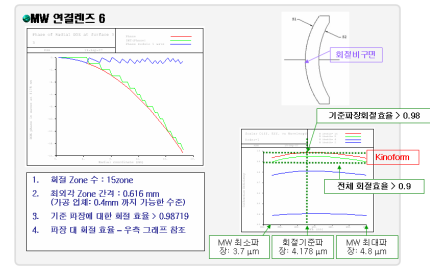 MW 연결렌즈 6
회절비구면
기준파장회절효율 > 0.98
Kinoform
전체 회절효율 > 0.9
1. 회절 Zone 수 : 15zone
2. 최외각 Zone 간격 : 0.616 mm
(가공 업체: 0.4mm 까지 가능한 수준)
3. 기준 파장에 대한 회절 효율 > 0.98719
4. 파장 대 회절 효율 – 우측 그래프 참조
MW 최소파
장: 3.7 μm
회절기준파
장: 4.178 μm
MW 최대파
장: 4.8 μm